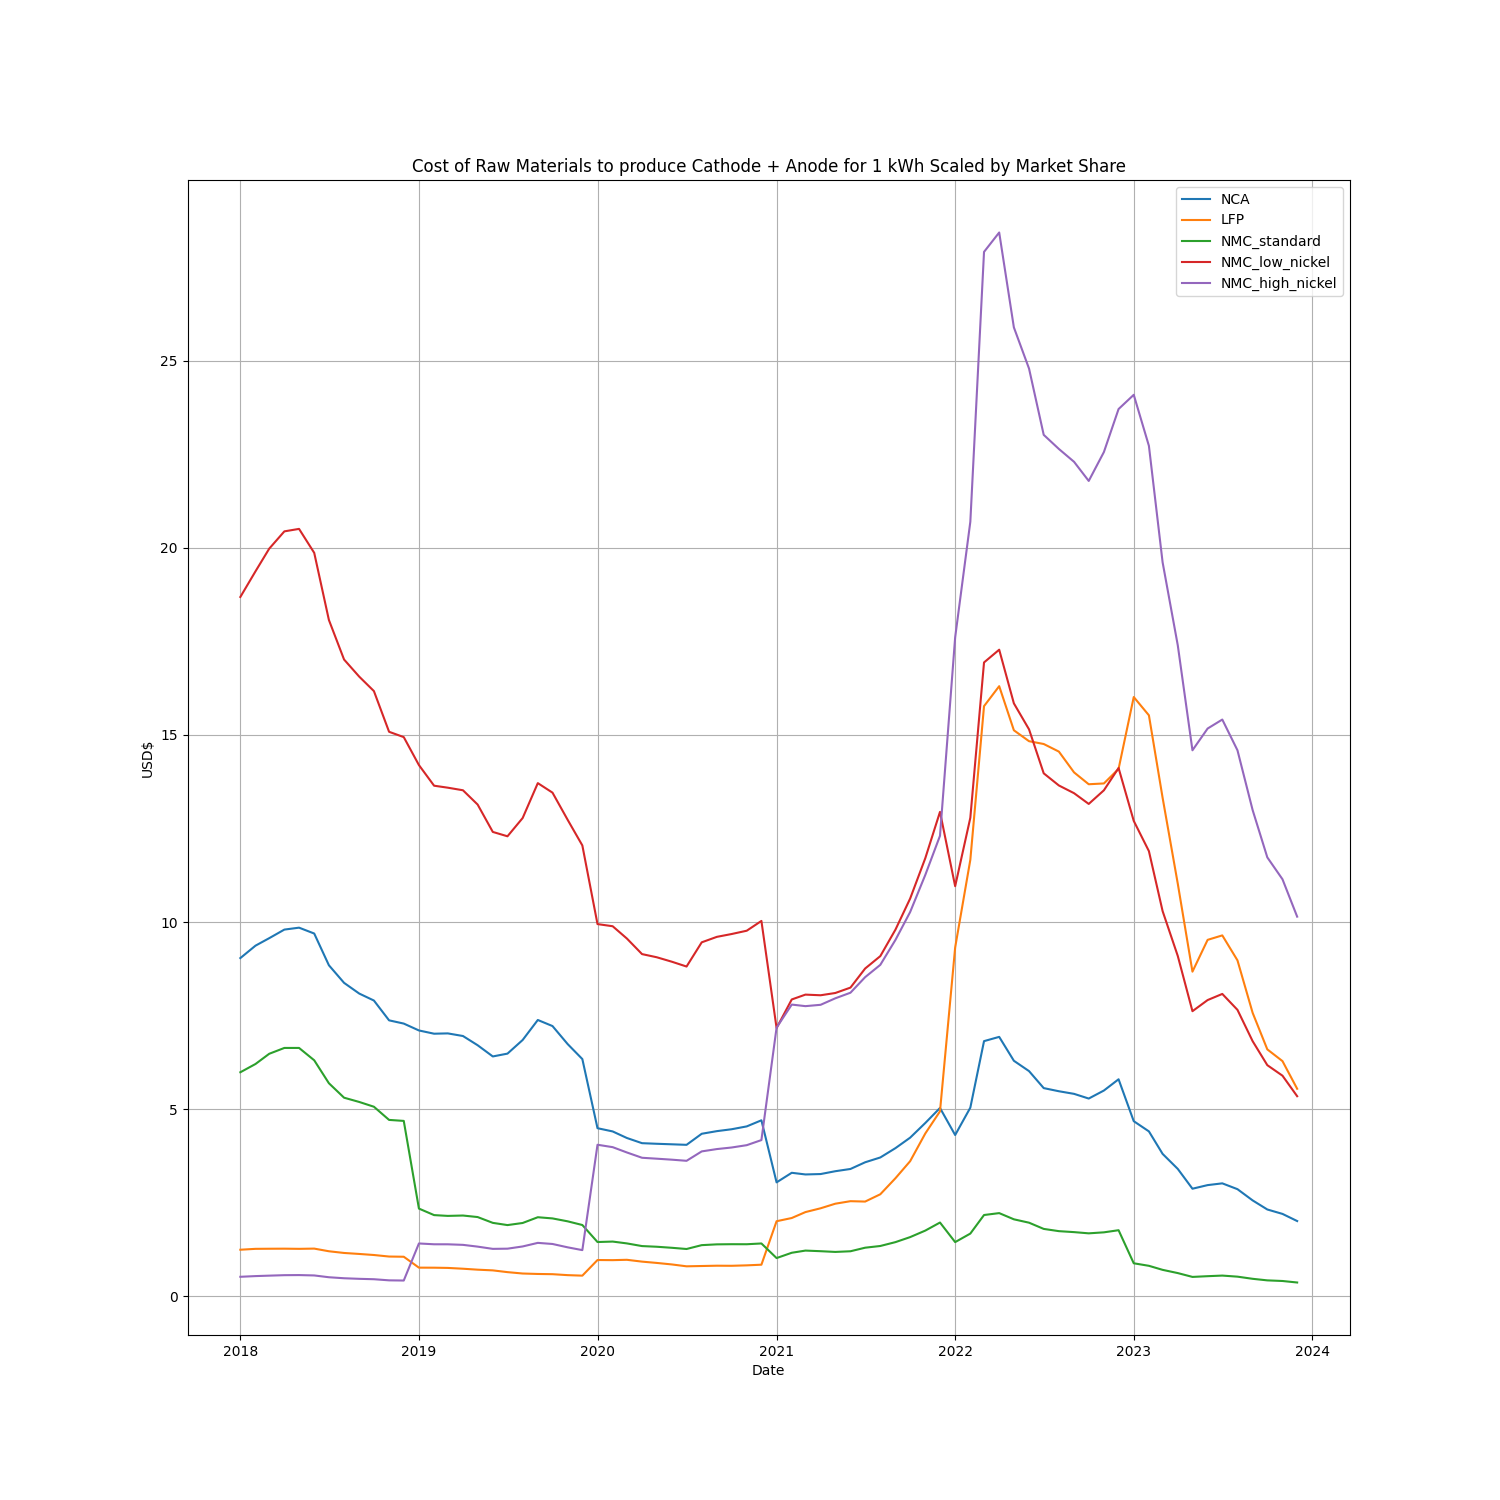 Cost of Raw Materials to produce Cathode + Anode for 1 kWh Scaled by Market Share
NCA
LFP
NMC_standard
NMC_low_nickel
NMC_high_nickel
25
20
15
10
5
0
USD$
2018 2019 2020 2021 2022 2023 2024
Date